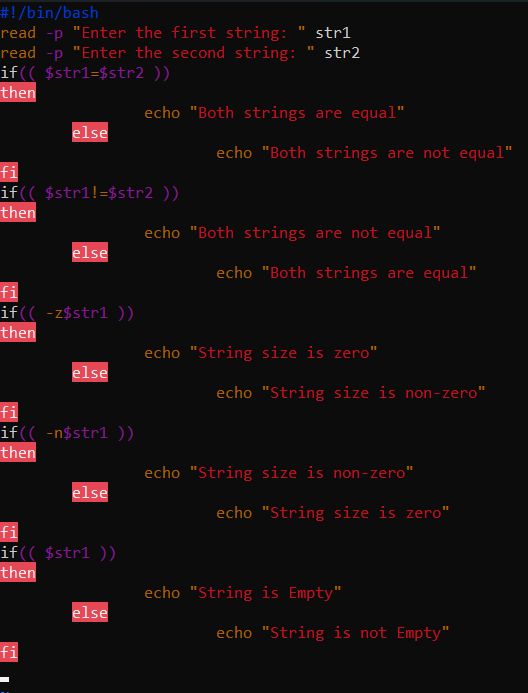 #!/bin/bash
read -p "Enter the first string: " str1
read -p "Enter the second string: " str2
if(( $str1=$str2 ))
then
echo "Both strings are equal"
else
echo "Both strings are not equal"
fi
if(( $str1!=$str2 ))
then
echo "Both strings are not equal"
else
echo "Both strings are equal"
fi
if(( -z$str1 ))
then
echo "String size is zero"
else
echo "String size is non-zero"
fi
if(( -n$str1 ))
then
echo "String size is non-zero"
else
echo "String size is zero"
fi
if(( $str1 ))
then
echo "String is Empty"
else
echo "String is not Empty"
fi